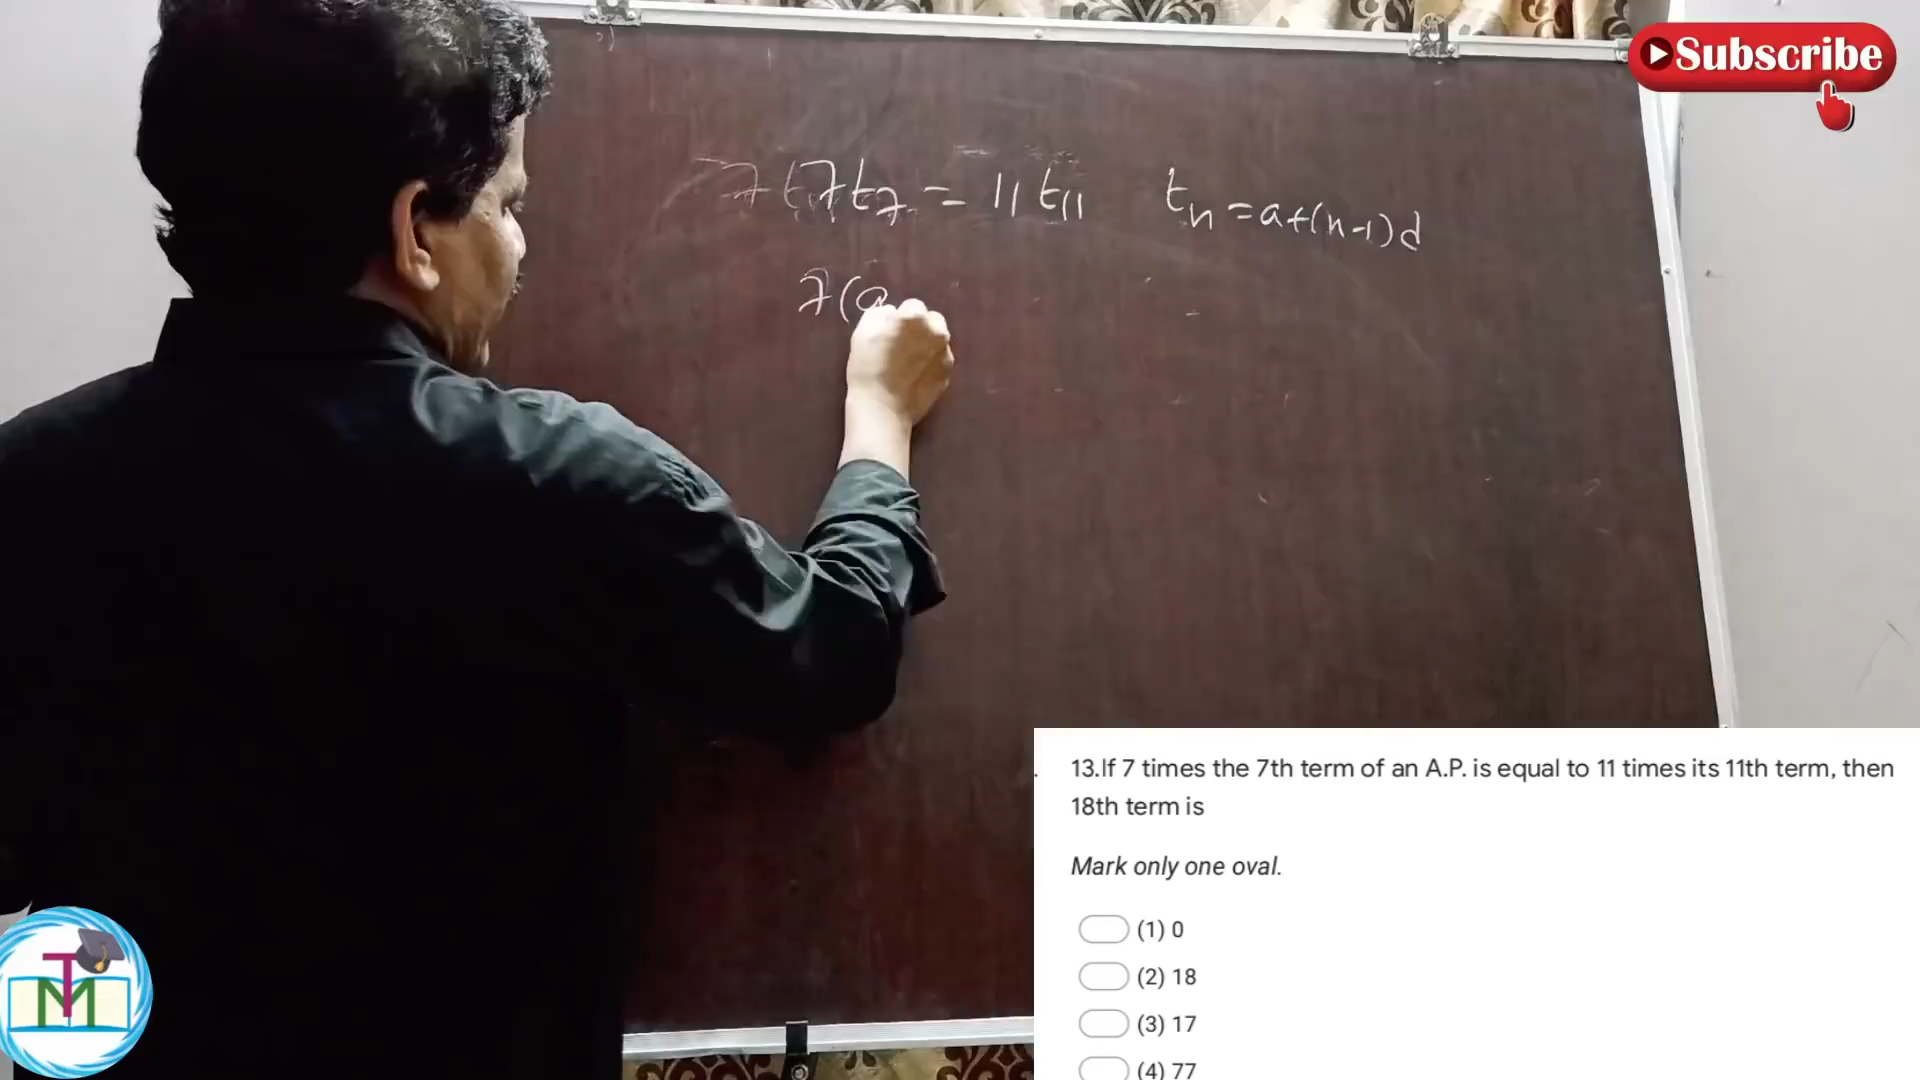 Subscribe
7t7 = 11t11 tn = a+(n-1)d
7(a
13.If 7 times the 7th term of an A.P. is equal to 11 times its 11th term, then
18th term is
Mark only one oval.
(1) 0
(2) 18
(3) 17
(4) 77
TM